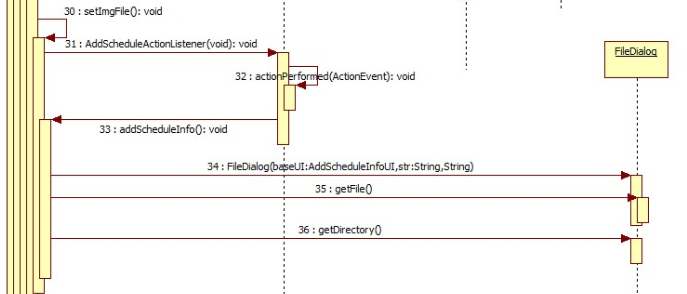 30 : setImgFile(): void
31 : AddScheduleActionListener(void): void
FileDialog
32 : actionPerformed(ActionEvent): void
33 : addScheduleInfo(): void
34 : FileDialog(baseUI:AddScheduleInfoUI,str:String,String)
35 : getFile()
36 : getDirectory()